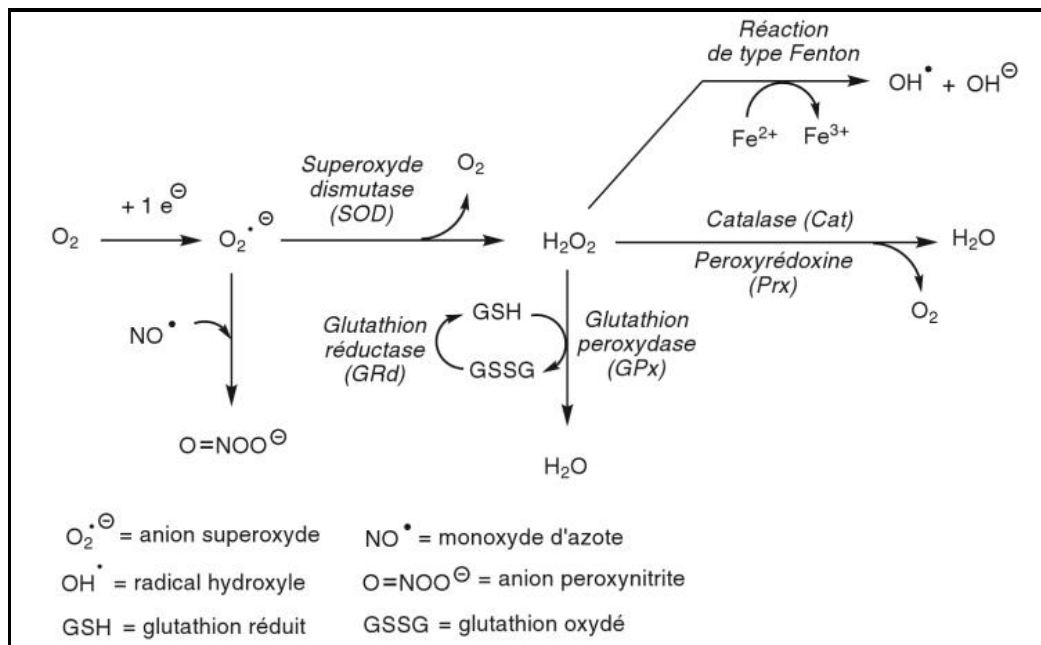 Réaction
de type Fenton
OH• + OH⊖
Fe2+ Fe3+
Superoxyde
dismutase
(SOD)
O2
+ 1 e⊖
O2
O2•⊖
H2O2
Catalase (Cat)
Peroxyrédoxine
(Prx)
H2O
O2
NO•
Glutathion
réductase
(GRd)
GSH
GSSG
Glutathion
peroxydase
(GPx)
O=NOO⊖
H2O
O2•⊖ = anion superoxyde
NO• = monoxyde d'azote
OH• = radical hydroxyle
O=NOO⊖ = anion peroxynitrite
GSH = glutathion réduit
GSSG = glutathion oxydé